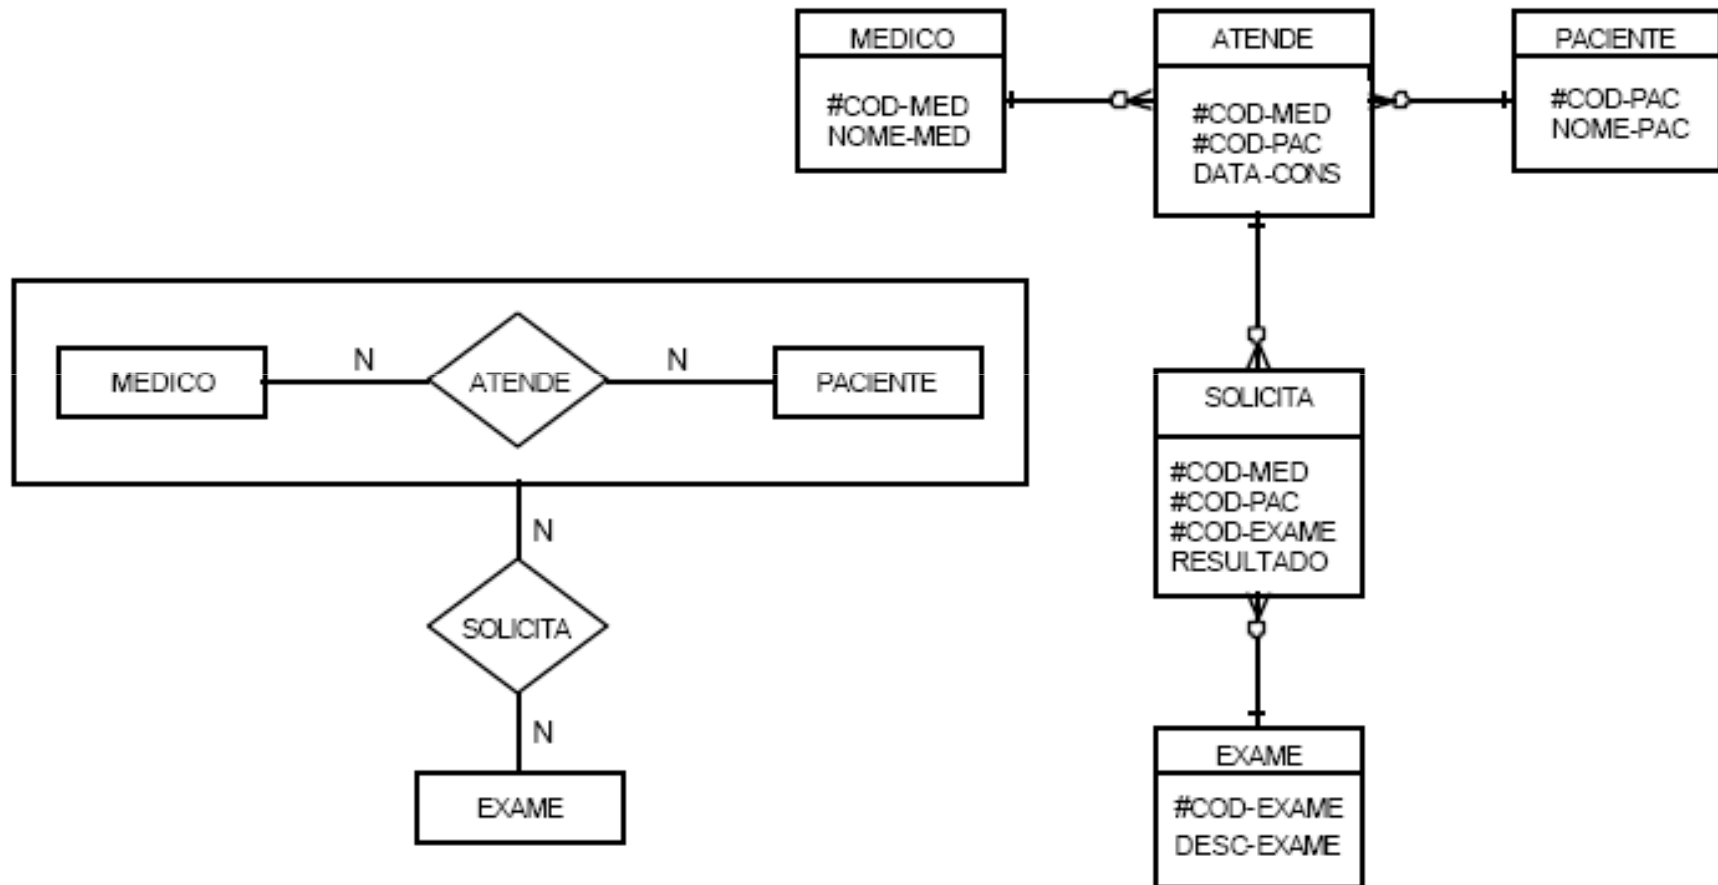 MEDICO
#COD-MED
NOME-MED
ATENDE
#COD-MED
#COD-PAC
DATA-CONS
PACIENTE
#COD-PAC
NOME-PAC
MEDICO
N
ATENDE
N
PACIENTE
N
SOLICITA
N
EXAME
SOLICITA
#COD-MED
#COD-PAC
#COD-EXAME
RESULTADO
EXAME
#COD-EXAME
DESC-EXAME